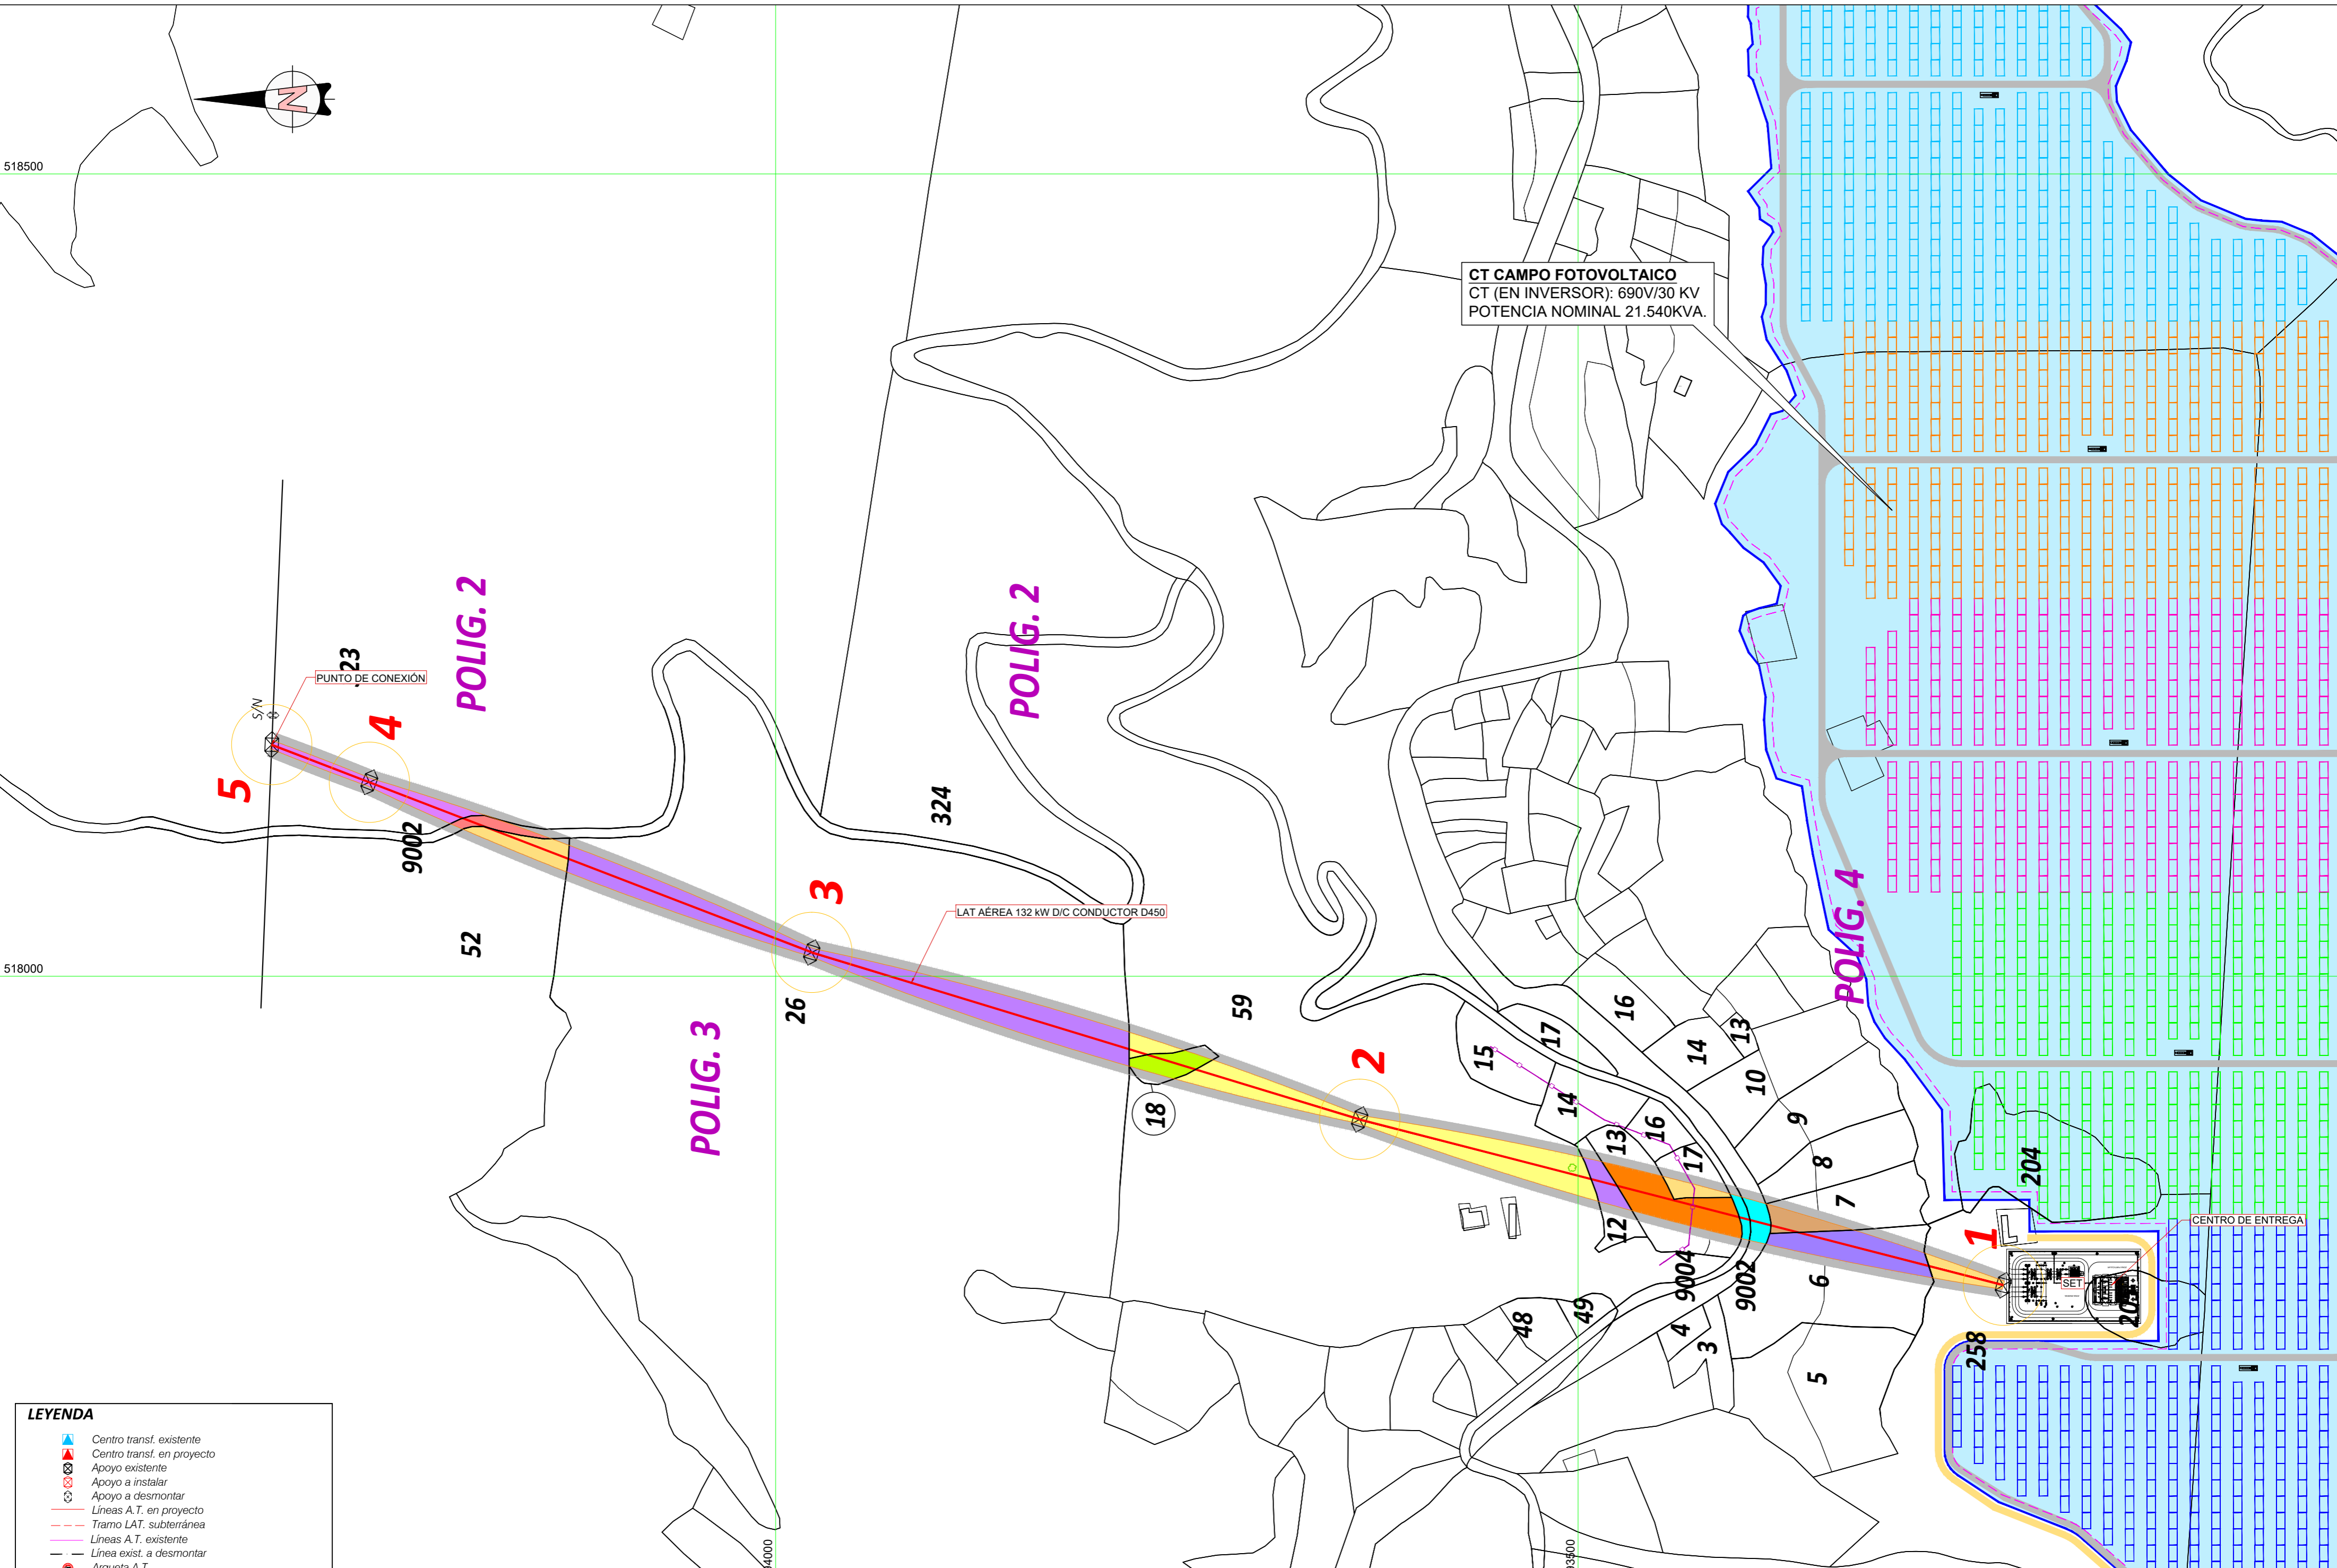 N
518500
CT CAMPO FOTOVOLTAICO
CT (EN INVERSOR): 690V/30 KV
POTENCIA NOMINAL 21.540KVA.
POLIG. 2
POLIG. 2
23
PUNTO DE CONEXIÓN
S/N
4
5
9002
324
3
LAT AÉREA 132 kW D/C CONDUCTOR D450
52
POLIG. 4
518000
26
59
POLIG. 3
2
18
15
17
16
14
13
10
14
13
16
17
9
8
7
12
9004
9002
6
204
1
CENTRO DE ENTREGA
SET
258
48
49
4
3
5
LEYENDA
Centro transf. existente
Centro transf. en proyecto
Apoyo existente
Apoyo a instalar
Apoyo a desmontar
Líneas A.T. en proyecto
Tramo LAT. subterránea
Líneas A.T. existente
Línea exist. a desmontar
Arqueta A.T.